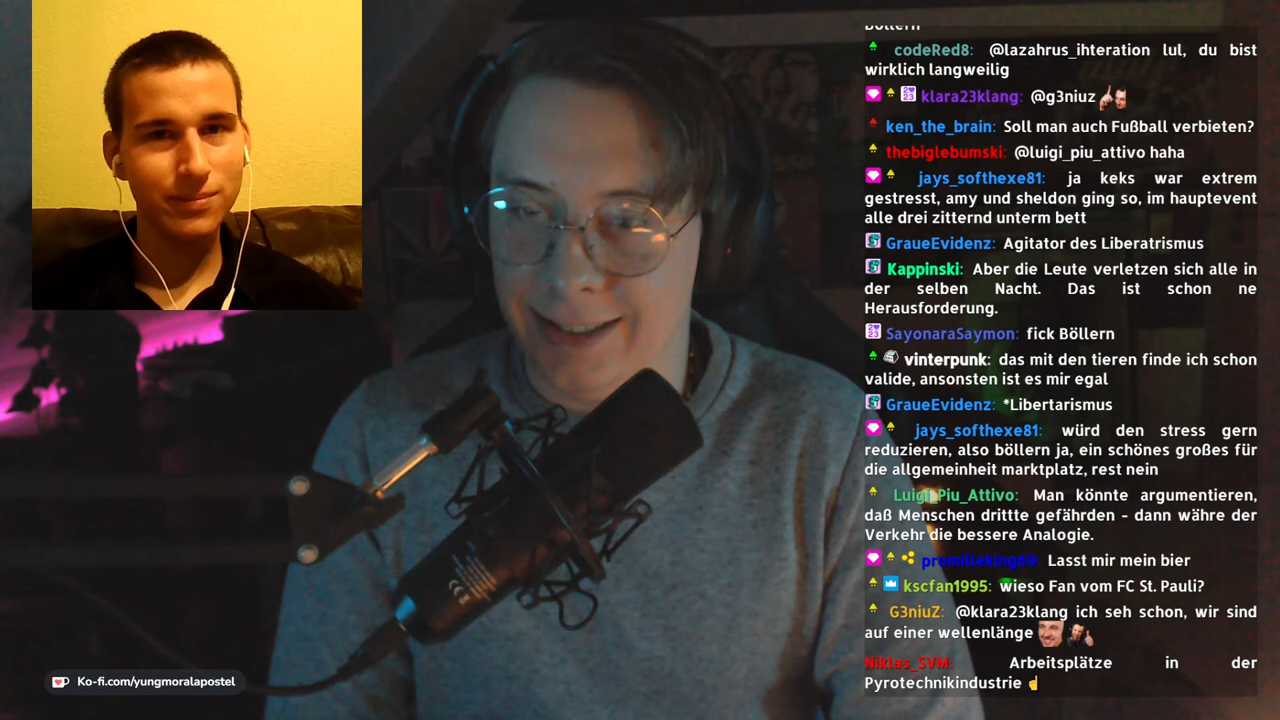 Böllern
codeRed8: @lazahrus_ihteration lul, du bist
wirklich langweilig
klara23klang: @g3niuz
ken_the_brain: Soll man auch Fußball verbieten?
thebiglebumski: @luigi_piu_attivo haha
jays_softhexe81: ja keks war extrem
gestresst, amy und sheldon ging so, im hauptevent
alle drei zitternd unterm bett
GraueEvidenz: Agitator des Liberatrismus
Kappinski: Aber die Leute verletzen sich alle in
der selben Nacht. Das ist schon ne
Herausforderung.
SayonaraSaymon: fick Böllern
vinterpunk: das mit den tieren finde ich schon
valide, ansonsten ist es mir egal
GraueEvidenz: *Libertarismus
jays_softhexe81: würd den stress gern
reduzieren, also böllern ja, ein schönes großes für
die allgemeinheit marktplatz, rest nein
Luigi_Piu_Attivo: Man könnte argumentieren,
daß Menschen drittte gefährden - dann währe der
Verkehr die bessere Analogie.
promilleking69: Lasst mir mein bier
kscfan1995: wieso Fan vom FC St. Pauli?
G3niuZ: @klara23klang ich seh schon, wir sind
auf einer wellenlänge
Niklas_SVM: Arbeitsplätze in der
Pyrotechnikindustrie ☝
Ko-fi.com/yungmoralapostel